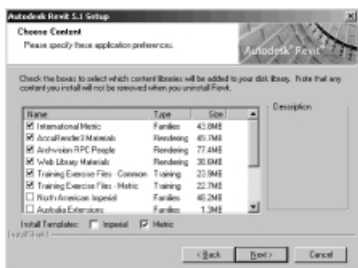 Autodesk Revit 5.1 Setup
Choose Content
Please specify these application preferences.
Autodesk Revit
Check the boxes to select which content libraries will be added to your disk library. Note that any
content you install will not be removed when you uninstall Revit.
Name Type Size
International Metric Families 43.8MB
AccuRender3 Materials Rendering 49.7MB
Archvision RPC People Rendering 77.4MB
Web Library Materials Rendering 30.6MB
Training Exercise Files - Common Training 23.9MB
Training Exercise Files - Metric Training 22.7MB
North American Imperial Families 46.2MB
Australia Extensions Families 1.3MB
Description
Install Templates: Imperial Metric
InstallShield
< Back Next > Cancel